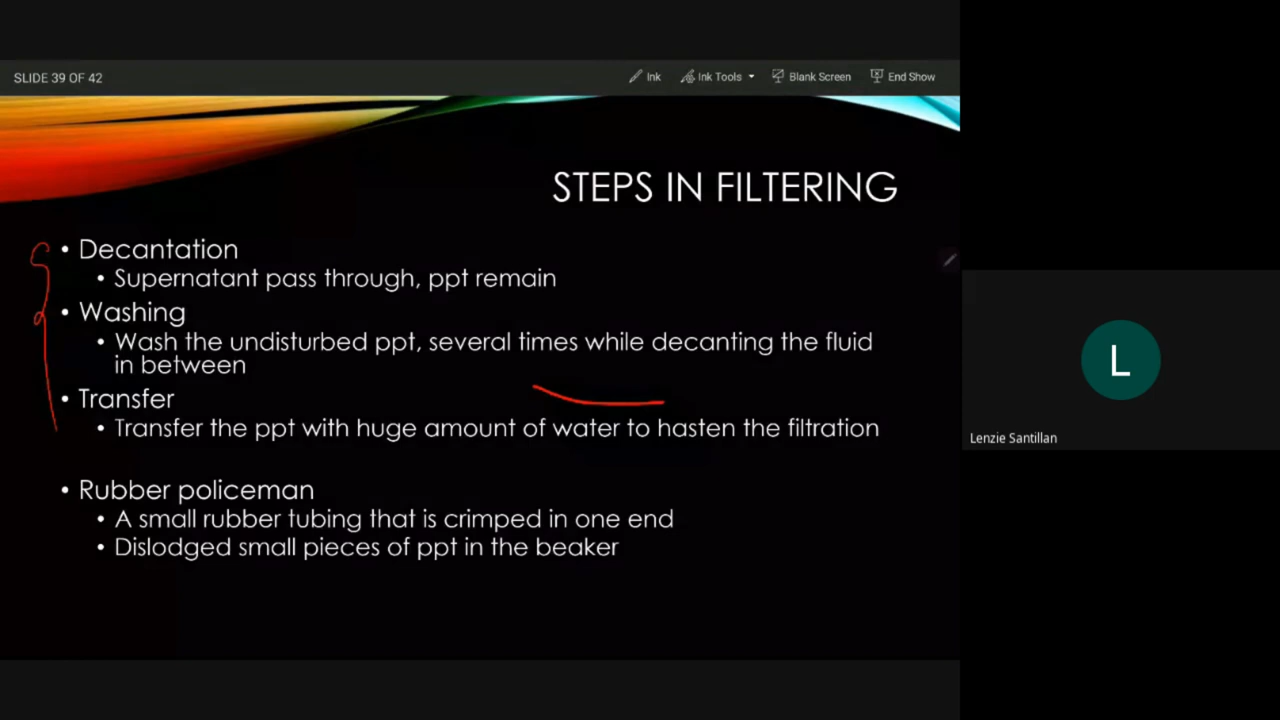 SLIDE 39 OF 42
Ink
Ink Tools
Blank Screen
End Show
STEPS IN FILTERING
• Decantation
• Supernatant pass through, ppt remain
• Washing
• Wash the undisturbed ppt, several times while decanting the fluid
in between
• Transfer
• Transfer the ppt with huge amount of water to hasten the filtration
• Rubber policeman
• A small rubber tubing that is crimped in one end
• Dislodged small pieces of ppt in the beaker
L
Lenzie Santillan